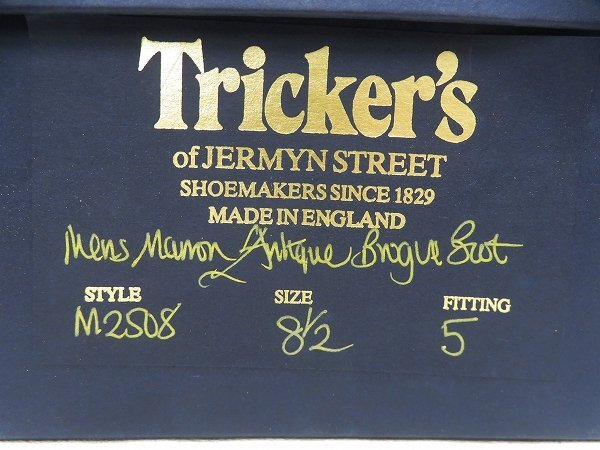 Tricker's
of JERMYN STREET
SHOEMAKERS SINCE 1829
MADE IN ENGLAND
Mens Marron Antique Brogue Boot
STYLE SIZE FITTING
M2508 8½ 5